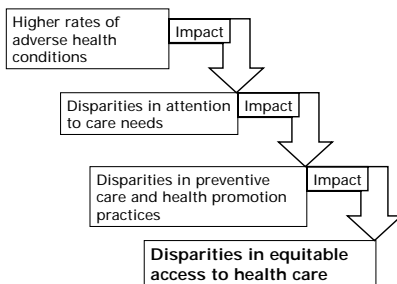 Higher rates of
adverse health
conditions
Impact
Disparities in attention
to care needs
Impact
Disparities in preventive
care and health promotion
practices
Impact
Disparities in equitable
access to health care